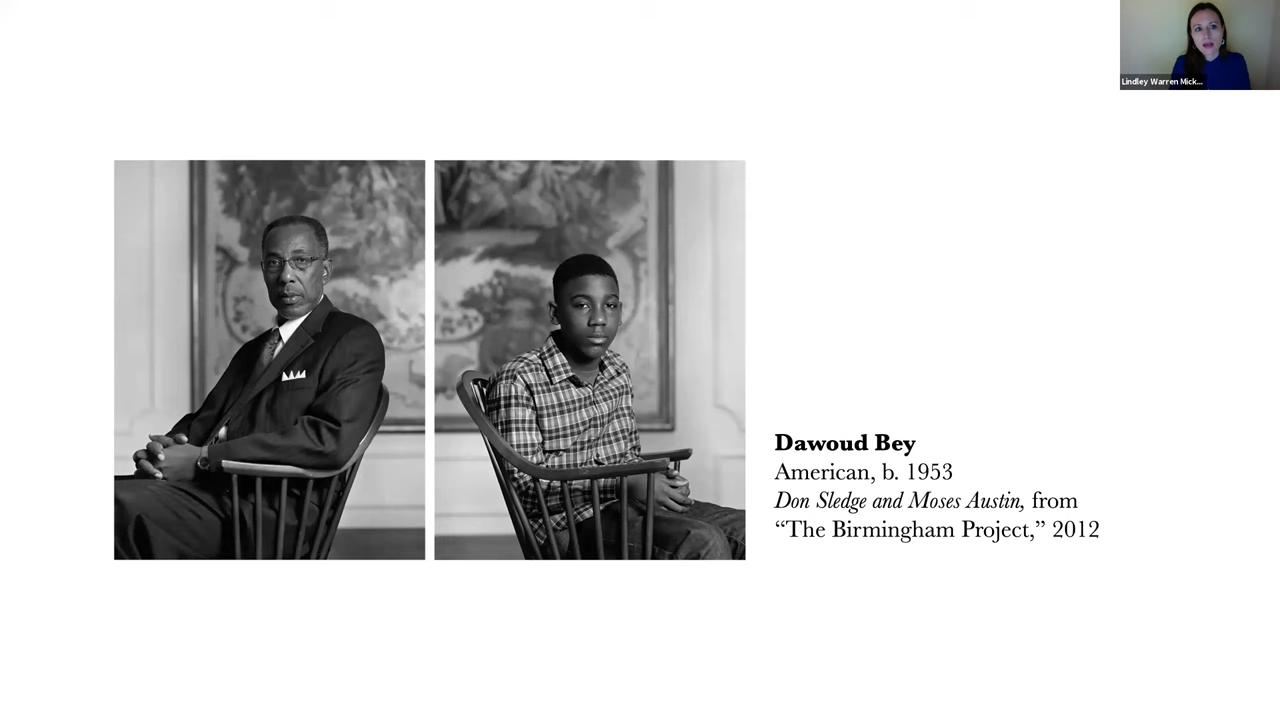 Lindley Warren Mick...
Dawoud Bey
American, b. 1953
Don Sledge and Moses Austin, from
“The Birmingham Project,” 2012